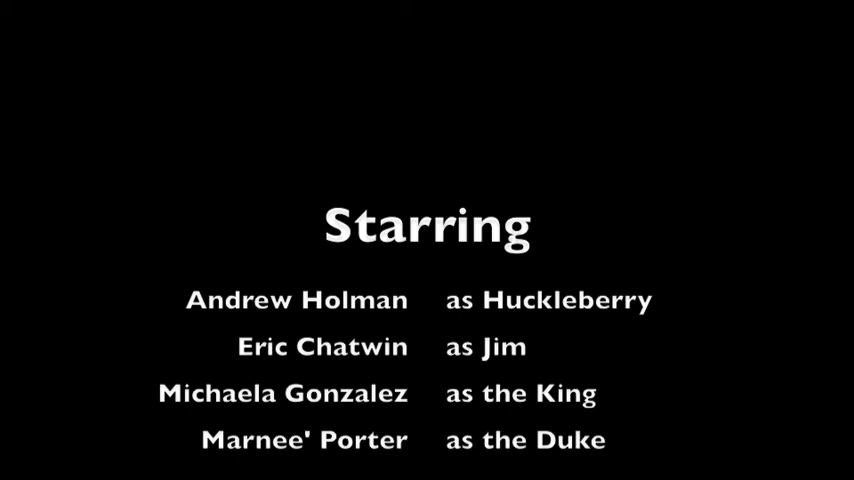 Starring
Andrew Holman as Huckleberry
Eric Chatwin as Jim
Michaela Gonzalez as the King
Marnee' Porter as the Duke